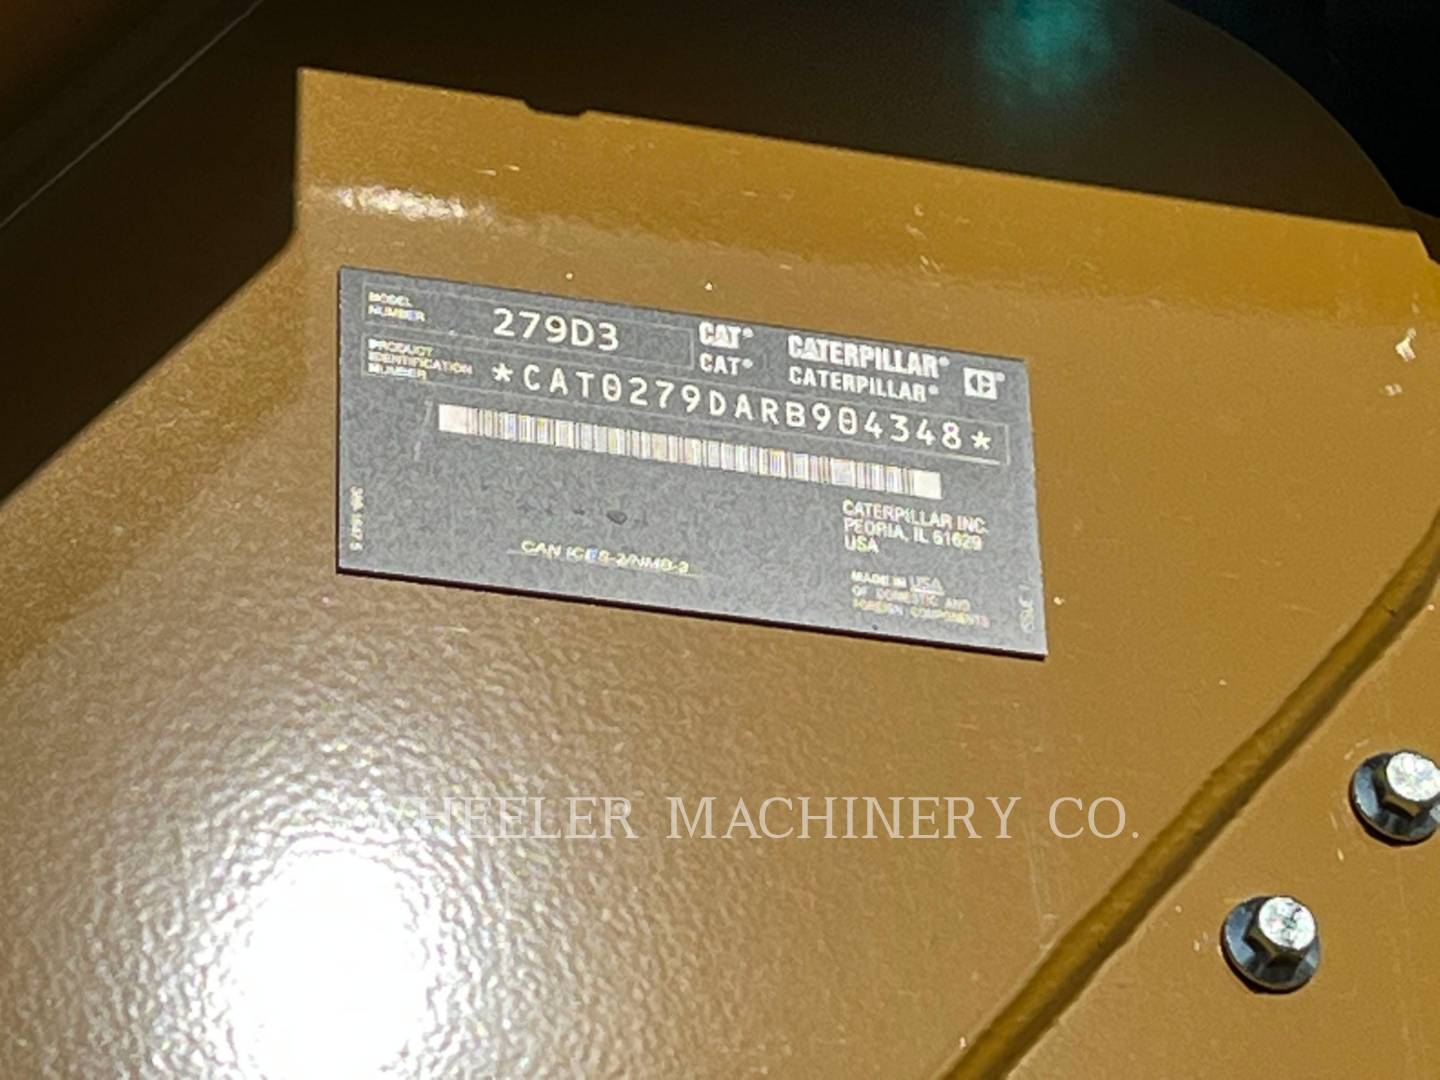 MODEL
NUMBER
279D3
CAT® CATERPILLAR®
CAT® CATERPILLAR®
PRODUCT
IDENTIFICATION
NUMBER
*CAT0279DARB904348*
CATERPILLAR INC.
PEORIA, IL 61629
USA
CAN ICES-2/NMB-2
MADE IN USA
OF DOMESTIC AND
FOREIGN COMPONENTS
WHEELER MACHINERY CO.